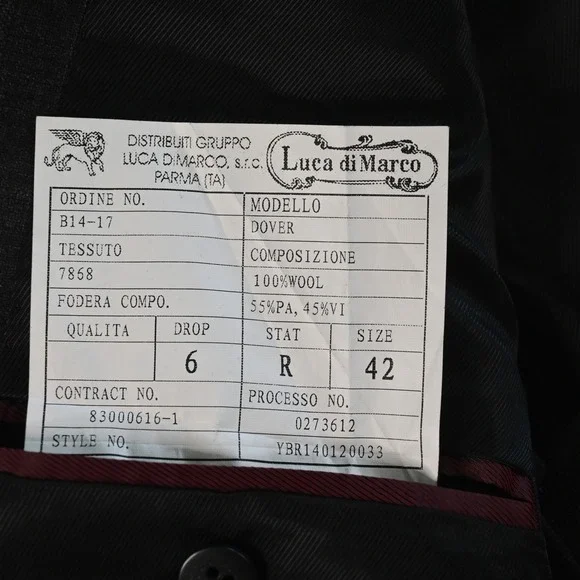 DISTRIBUITI GRUPPO
LUCA DI MARCO, s.r.c.
PARMA (TA)
Luca di Marco
ORDINE NO. MODELLO
B14-17 DOVER
TESSUTO COMPOSIZIONE
7868 100%WOOL
FODERA COMPO. 55%PA, 45%VI
QUALITA DROP STAT SIZE
6 R 42
CONTRACT NO. PROCESSO NO.
83000616-1 0273612
STYLE NO. YBR140120033